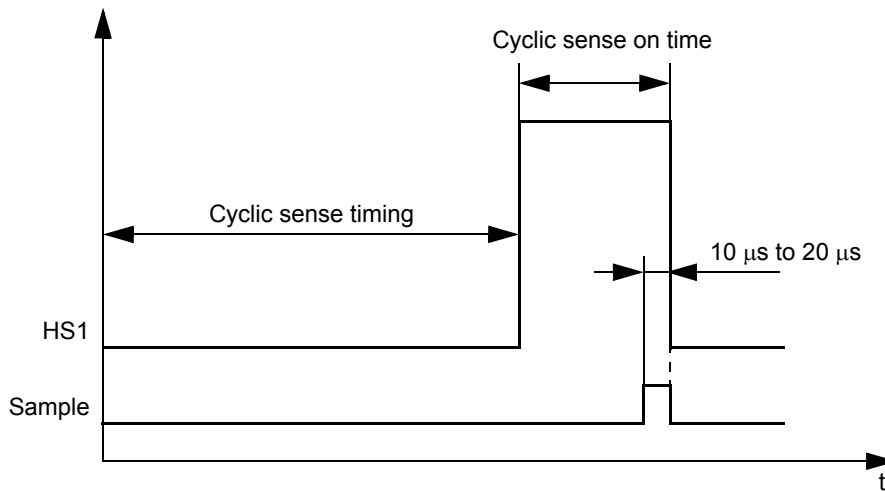 Cyclic sense on time
Cyclic sense timing
10 μs to 20 μs
HS1
Sample
t